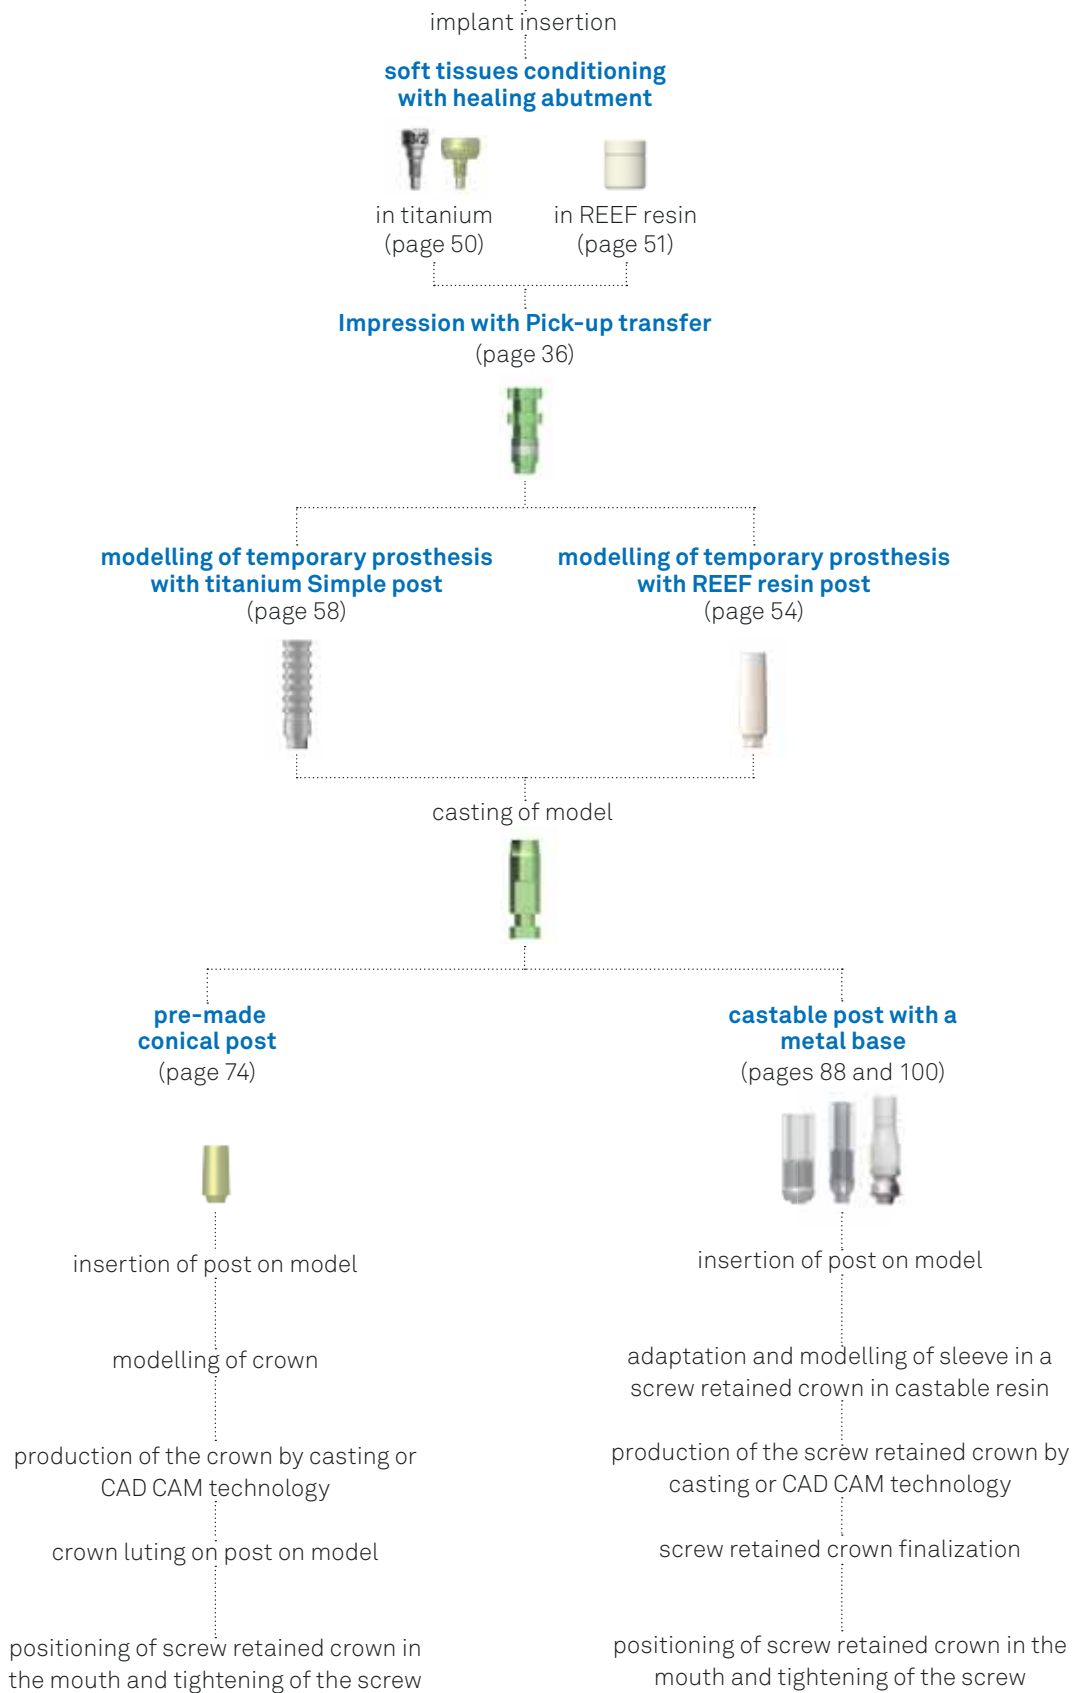 implant insertion
soft tissues conditioning
with healing abutment
3/2
in titanium
(page 50)
in REEF resin
(page 51)
Impression with Pick-up transfer
(page 36)
modelling of temporary prosthesis
with titanium Simple post
(page 58)
modelling of temporary prosthesis
with REEF resin post
(page 54)
casting of model
pre-made
conical post
(page 74)
castable post with a
metal base
(pages 88 and 100)
insertion of post on model
modelling of crown
production of the crown by casting or
CAD CAM technology
crown luting on post on model
positioning of screw retained crown in
the mouth and tightening of the screw
insertion of post on model
adaptation and modelling of sleeve in a
screw retained crown in castable resin
production of the screw retained crown by
casting or CAD CAM technology
screw retained crown finalization
positioning of screw retained crown in the
mouth and tightening of the screw